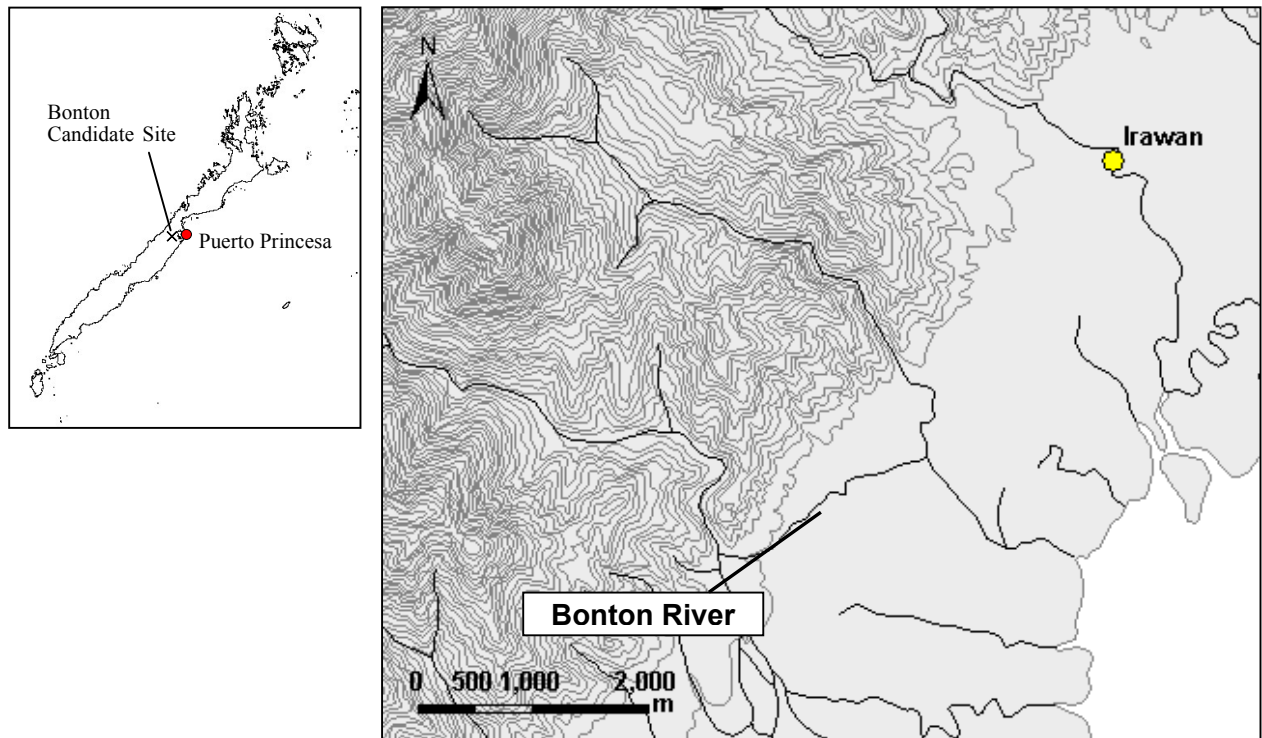 Bonton
Candidate Site
Puerto Princesa
N
Irawan
Bonton River
0 500 1,000 2,000
m